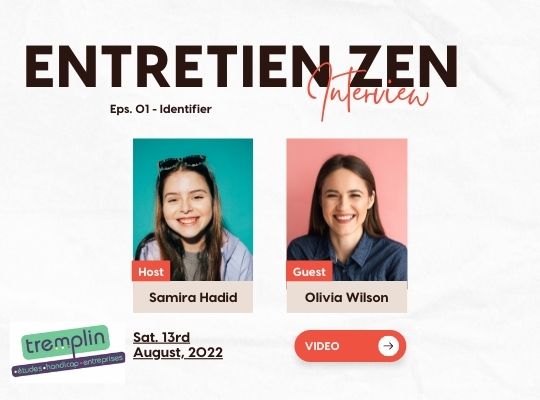 ENTRETIEN ZEN
Interview
Eps. 01 - Identifier
Host
Guest
Samira Hadid
Olivia Wilson
tremplin
•études•handicap•entreprises
Sat. 13rd
August, 2022
VIDEO